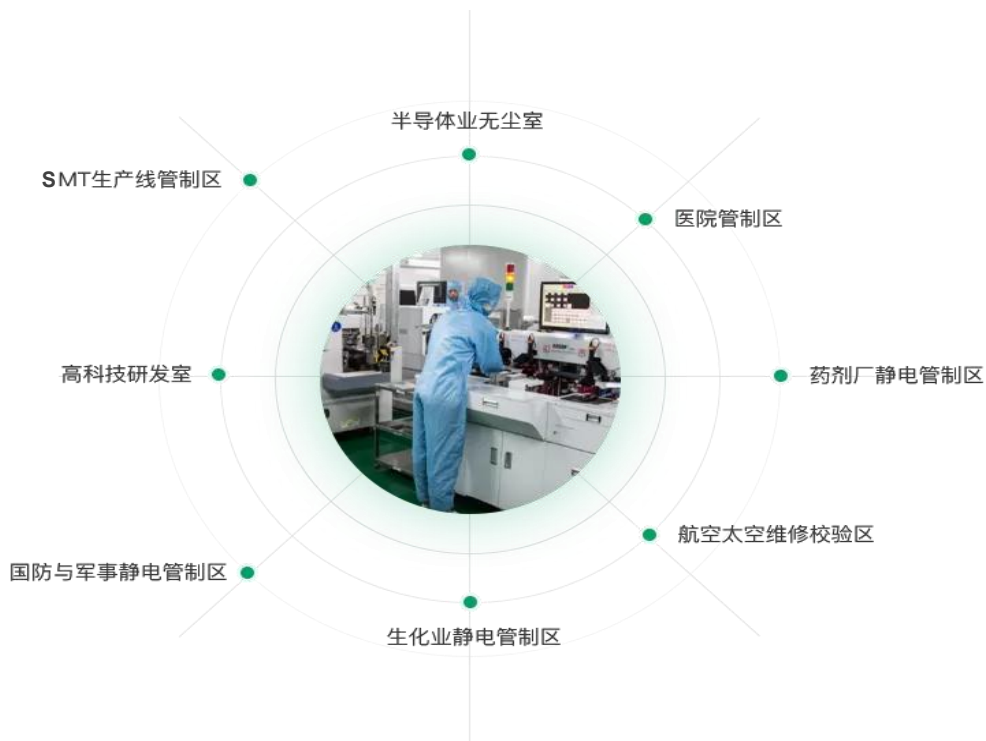 半导体业无尘室
SMT生产线管制区
医院管制区
高科技研发室
药剂厂静电管制区
航空太空维修校验区
国防与军事静电管制区
生化业静电管制区